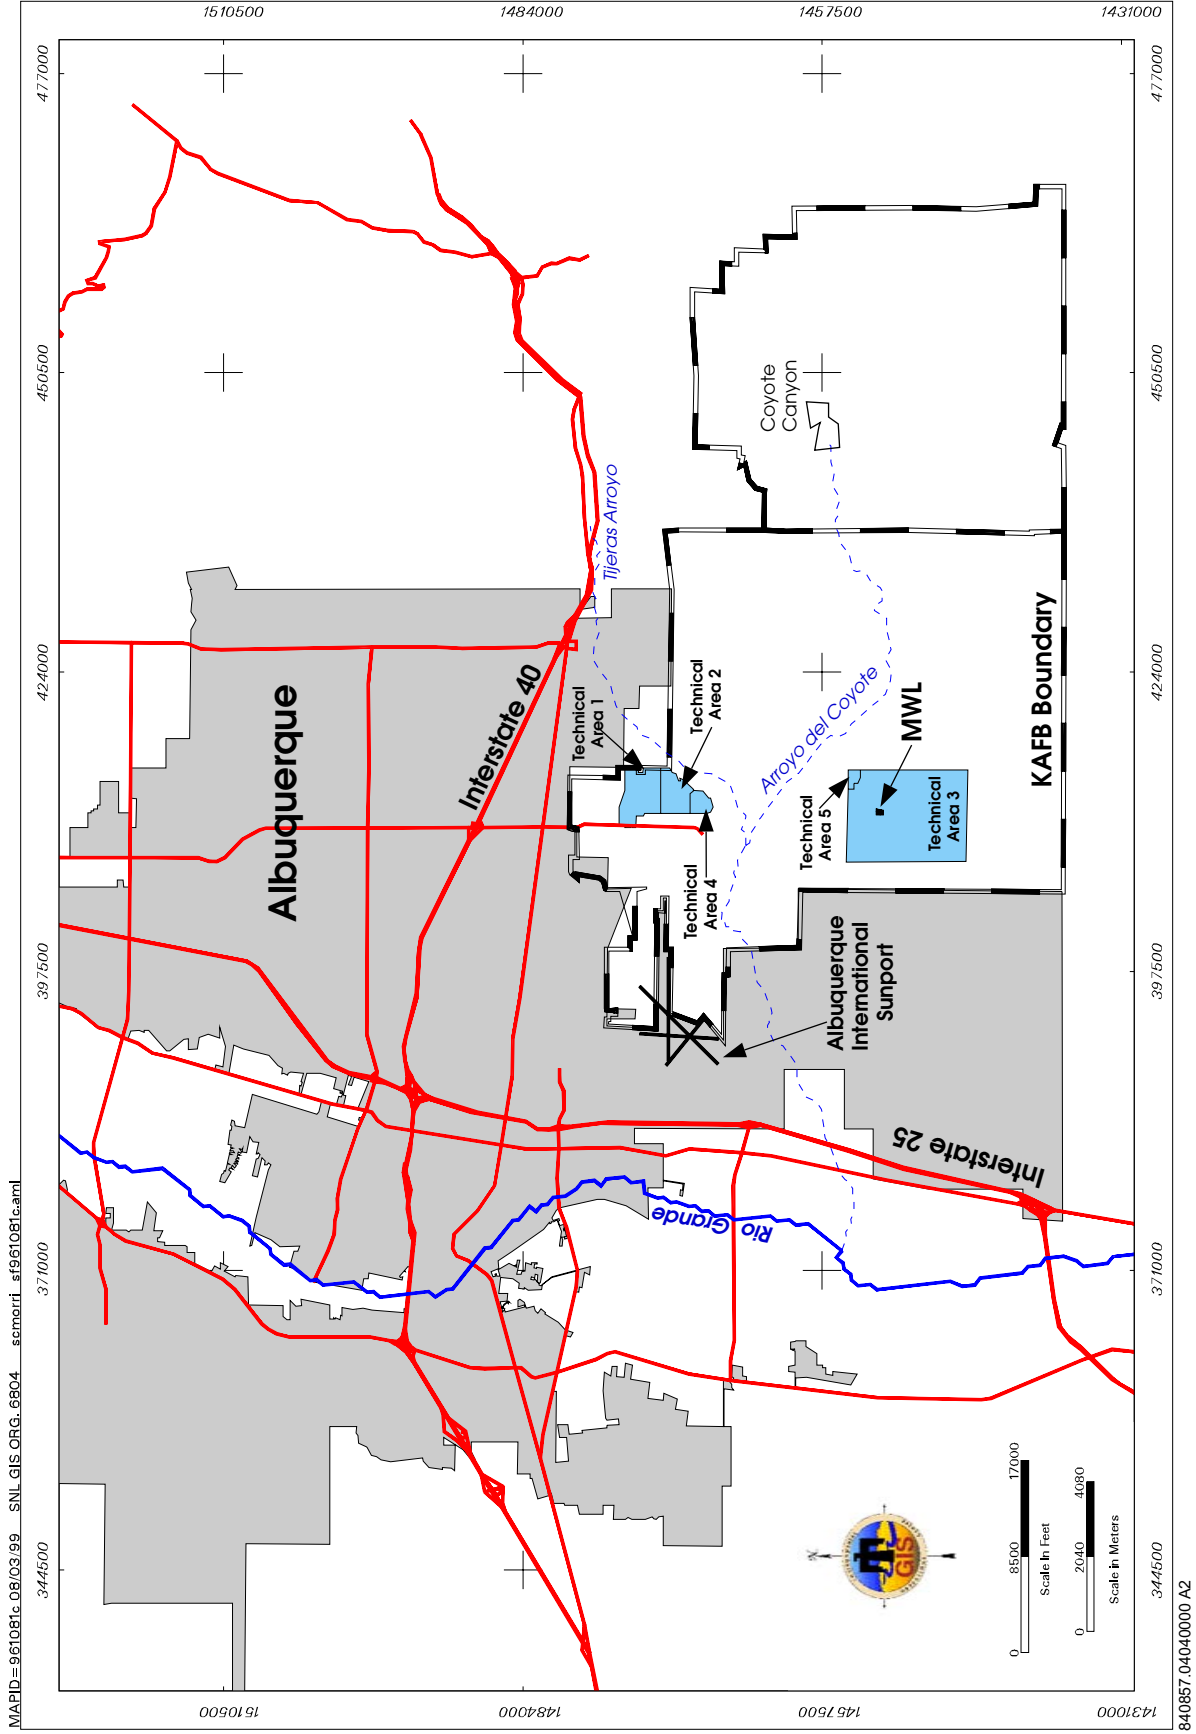 MAPID=961081c 08/03/99 SNL GIS ORG. 6804 scmorri sf961081c.aml
1510500
1484000
1457500
1431000
477000
477000
450500
450500
424000
424000
397500
397500
371000
371000
344500
344500
1510500
1484000
1457500
1431000
Albuquerque
Interstate 40
Tijeras Arroyo
Coyote
Canyon
Technical
Area 1
Technical
Area 2
Arroyo del Coyote
MWL
KAFB Boundary
Technical
Area 5
Technical
Area 3
Technical
Area 4
Albuquerque
International
Sunport
Interstate 25
Rio Grande
N
GIS
0 8500 17000
Scale In Feet
0 2040 4080
Scale in Meters
840857.04040000 A2